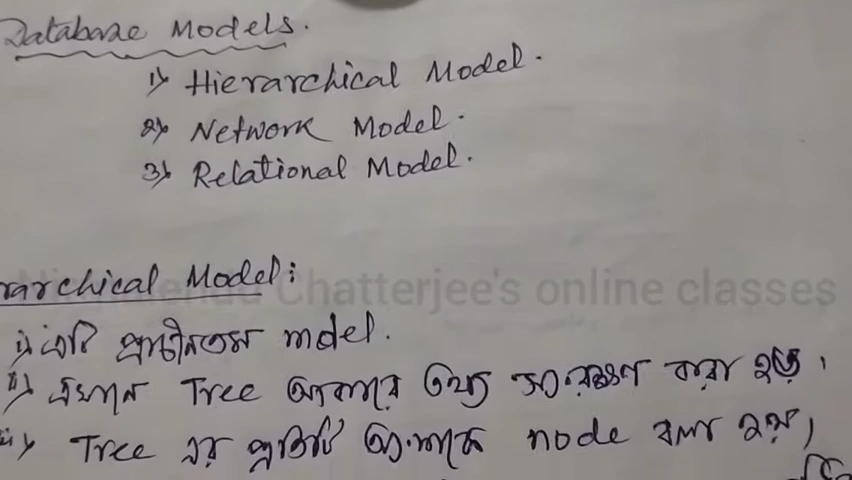 Database Models.
1) Hierarchical Model.
2) Network Model.
3) Relational Model.
rarchical Model:
Chatterjee's online classes
i) এটি প্রাচীনতম model.
ii) এখানে Tree আকারে তথ্য সংরক্ষণ করা হয়।
iii) Tree এর প্রতিটি অংশকে node বলা হয়।